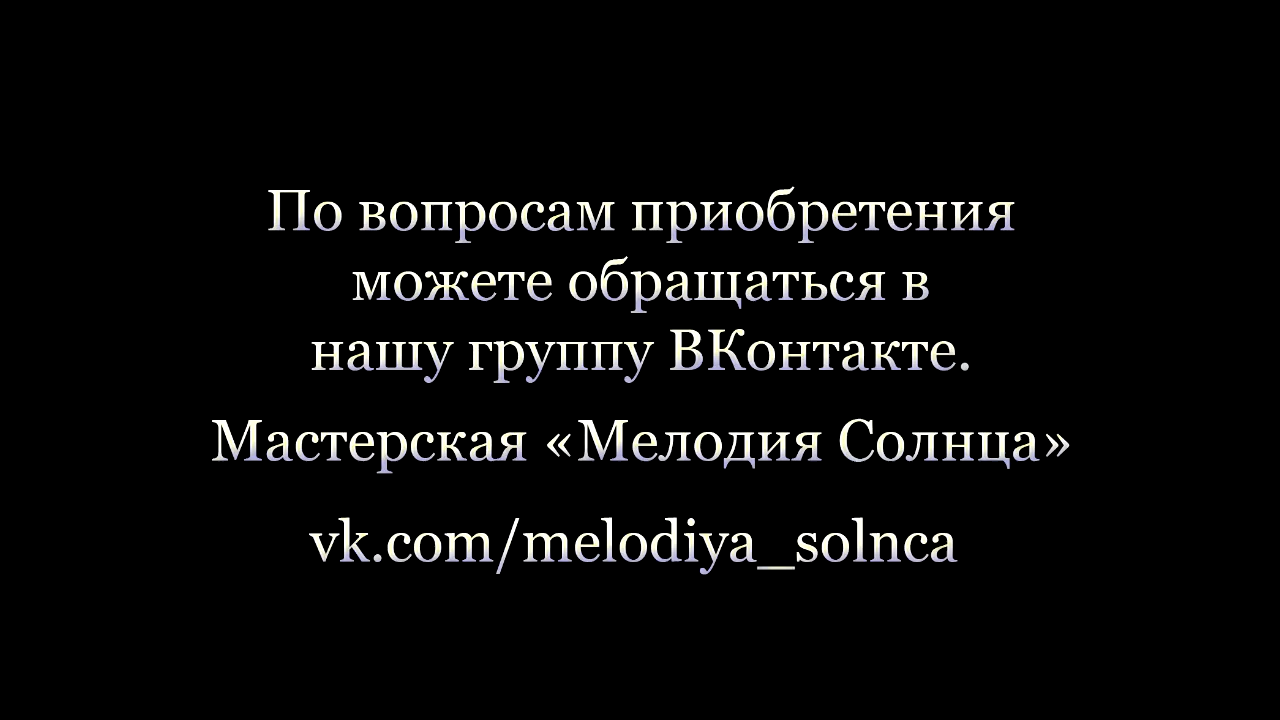 По вопросам приобретения
можете обращаться в
нашу группу ВКонтакте.
Мастерская «Мелодия Солнца»
vk.com/melodiya_solnca